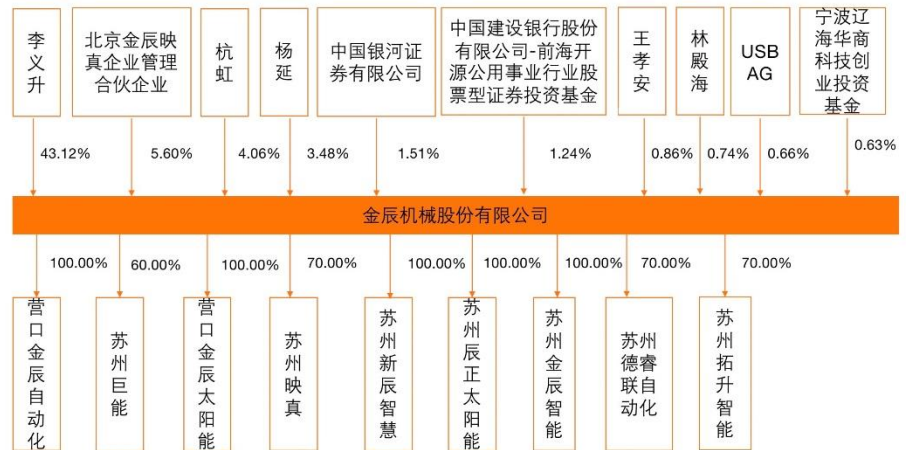 李
义
升
北京金辰映
真企业管理
合伙企业
杭
虹
杨
延
中国银河证
券有限公司
中国建设银行股份
有限公司-前海开
源公用事业行业股
票型证券投资基金
王
孝
安
林
殿
海
USB
AG
宁波辽
海华商
科技创
业投资
基金
43.12%
5.60%
4.06%
3.48%
1.51%
1.24%
0.86%
0.74%
0.66%
0.63%
金辰机械股份有限公司
100.00%
60.00%
100.00%
70.00%
100.00%
100.00%
100.00%
70.00%
70.00%
营
口
金
辰
自
动
化
苏
州
巨
能
营
口
金
辰
太
阳
能
苏
州
映
真
苏
州
新
辰
智
慧
苏
州
辰
正
太
阳
能
苏
州
金
辰
智
能
苏州
德睿
联自
动化
苏
州
拓
升
智
能